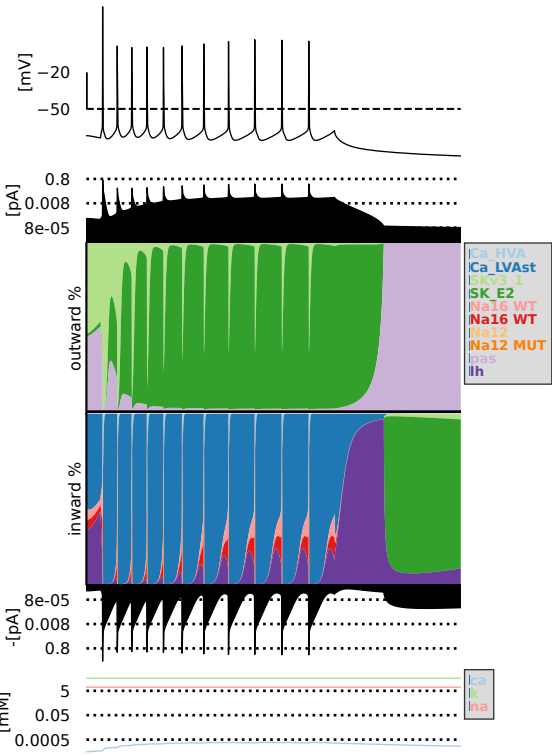 [mV]
−20
−50
[pA]
0.8
0.008
8e-05
outward %
Ca_HVA
Ca_LVAst
SKv3_1
SK_E2
Na16 WT
Na16 WT
Na12
Na12 MUT
pas
Ih
inward %
-[pA]
8e-05
0.008
0.8
[mM]
5
0.05
0.0005
ca
k
na